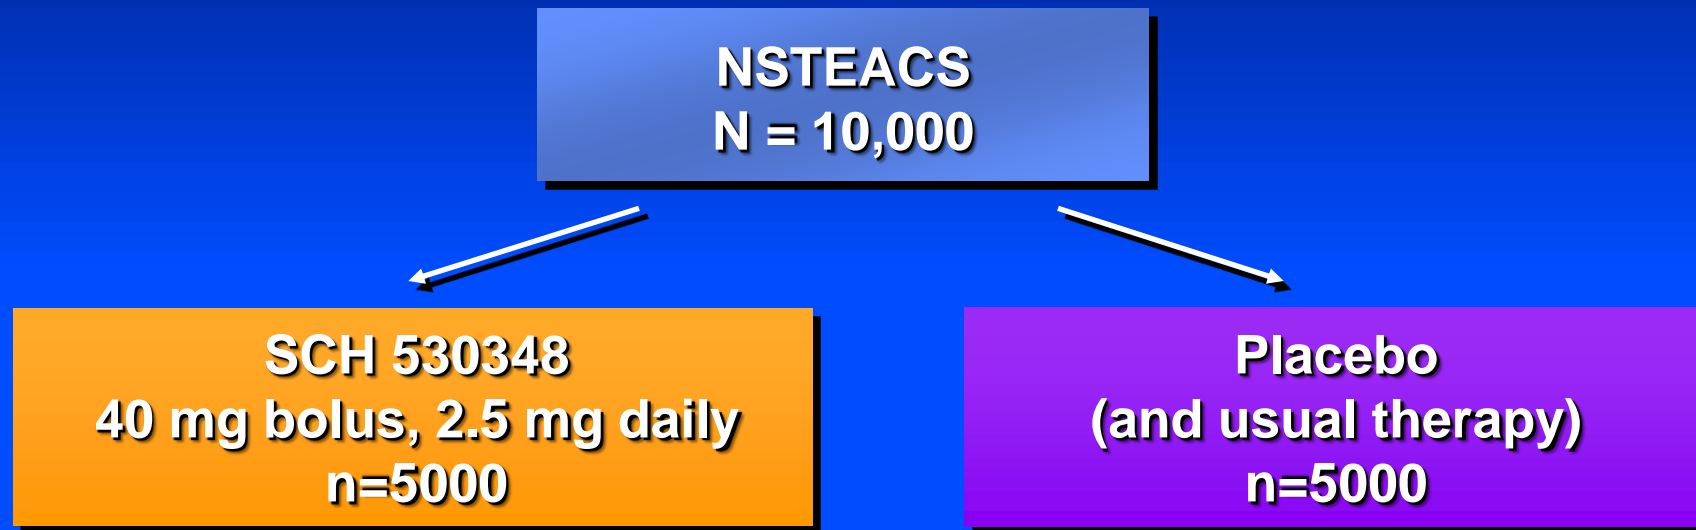 NSTEACS
N = 10,000
SCH 530348
40 mg bolus, 2.5 mg daily
n=5000
Placebo
(and usual therapy)
n=5000